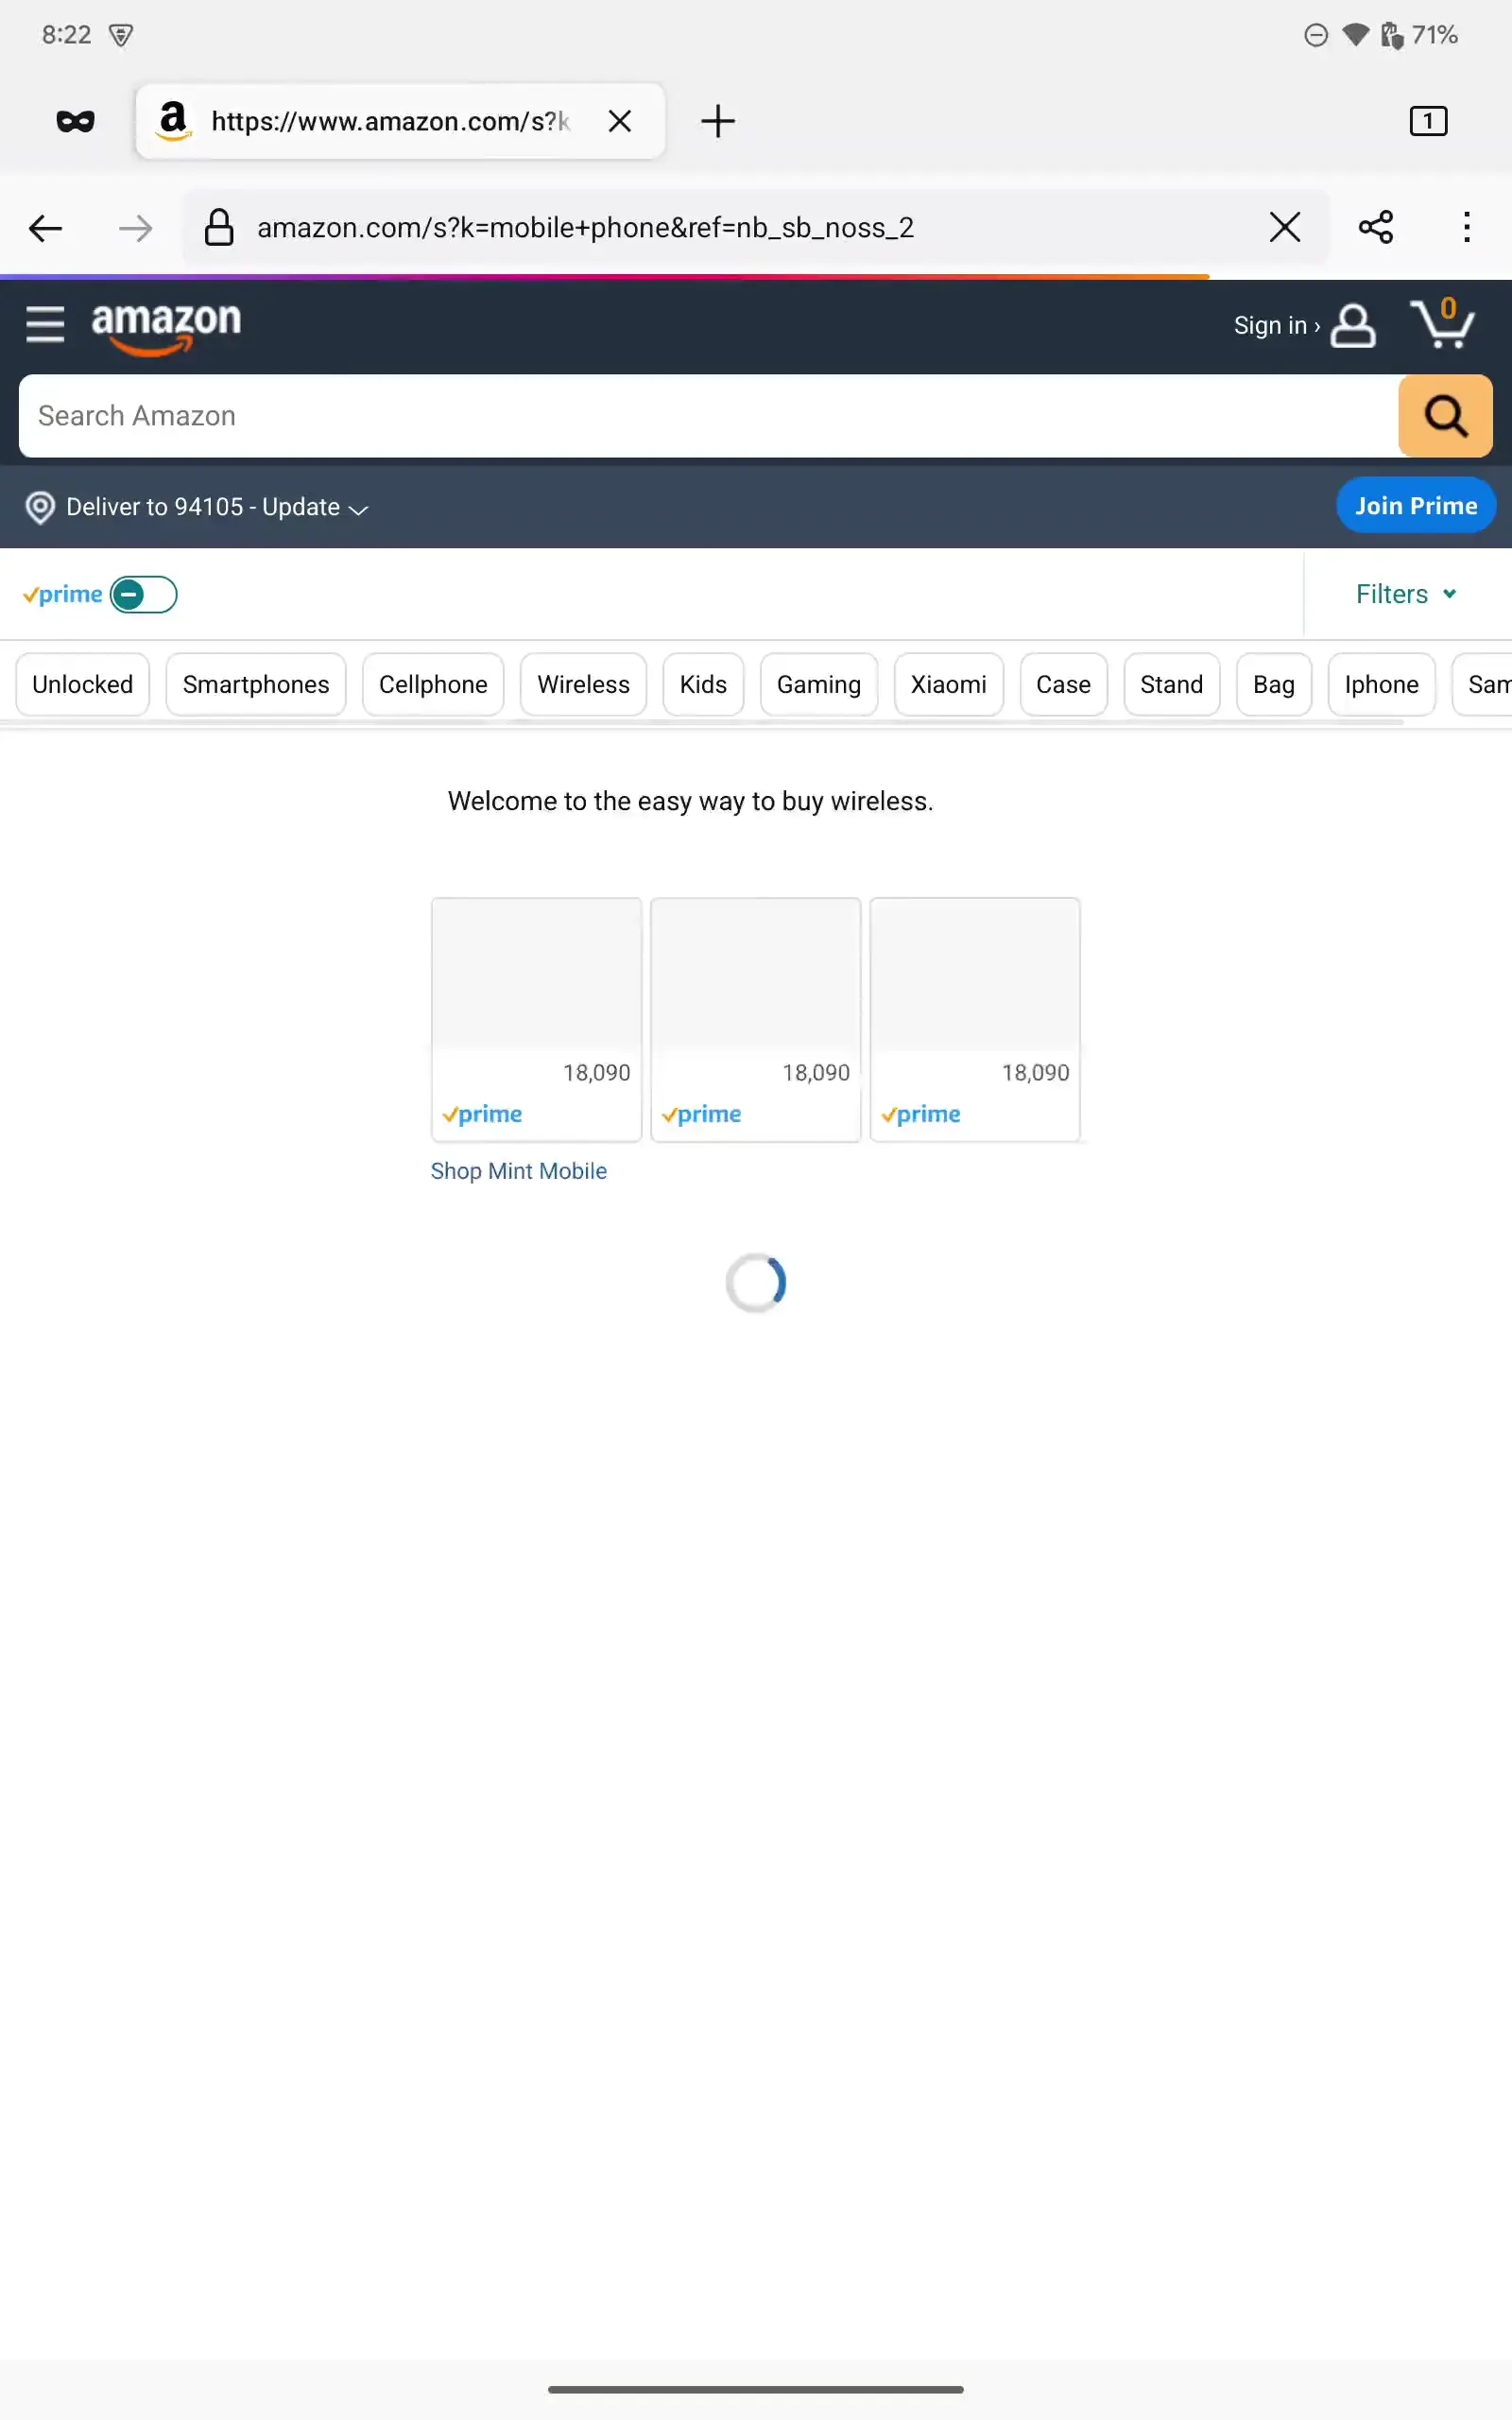 8:22
71%
https://www.amazon.com/s?k
1
amazon.com/s?k=mobile+phone&ref=nb_sb_noss_2
amazon
Sign in ›
0
Search Amazon
Deliver to 94105 - Update
Join Prime
prime
Filters
Unlocked Smartphones Cellphone Wireless Kids Gaming Xiaomi Case Stand Bag Iphone Sam
Welcome to the easy way to buy wireless.
18,090 18,090 18,090
prime prime prime
Shop Mint Mobile